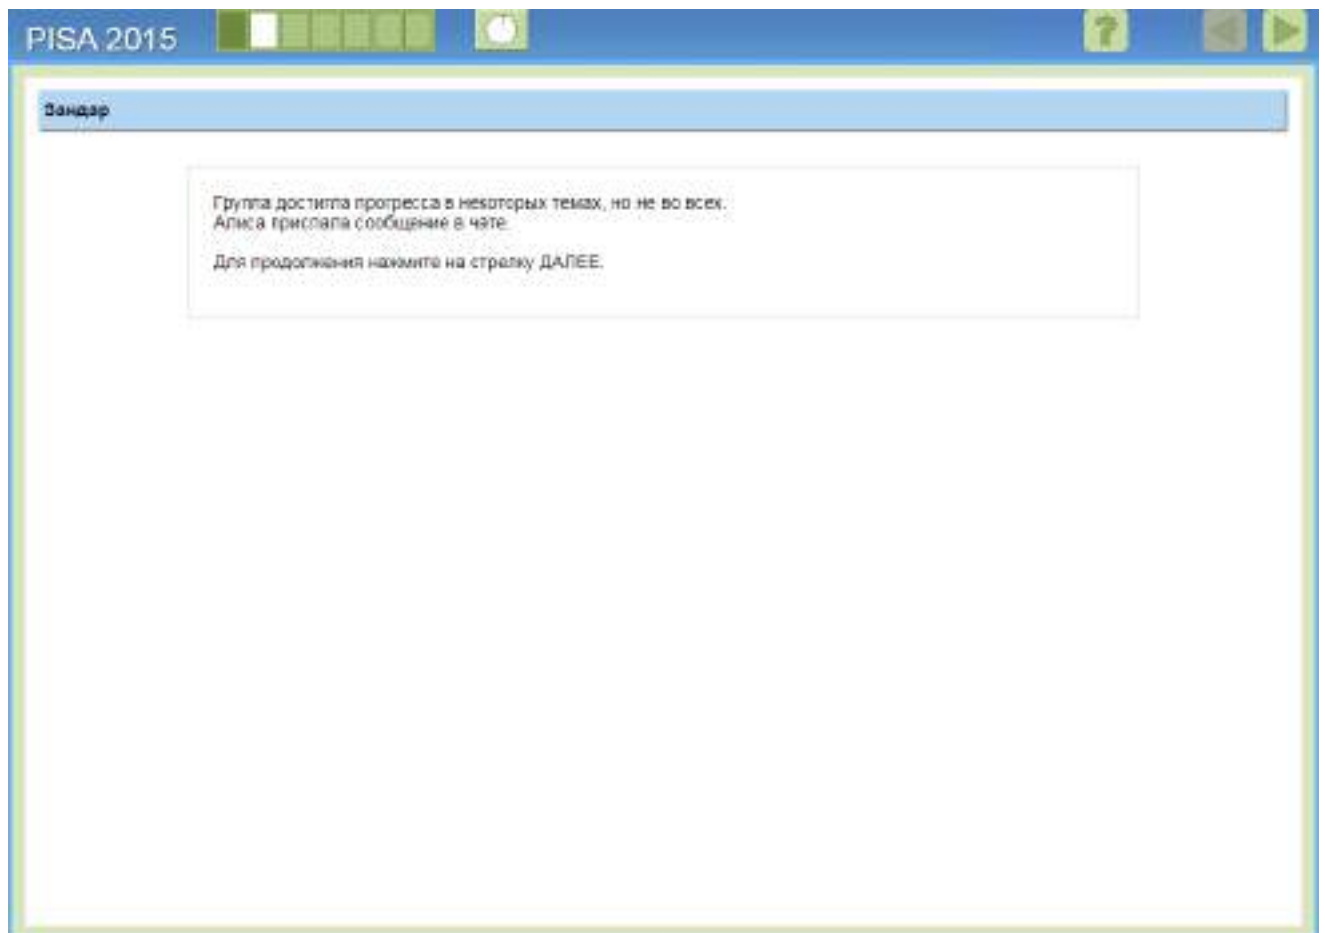 PISA 2015
?
Зандар
Группа достигла прогресса в некоторых темах, но не во всех.
Алиса прислала сообщение в чате.
Для продолжения нажмите на стрелку ДАЛЕЕ.